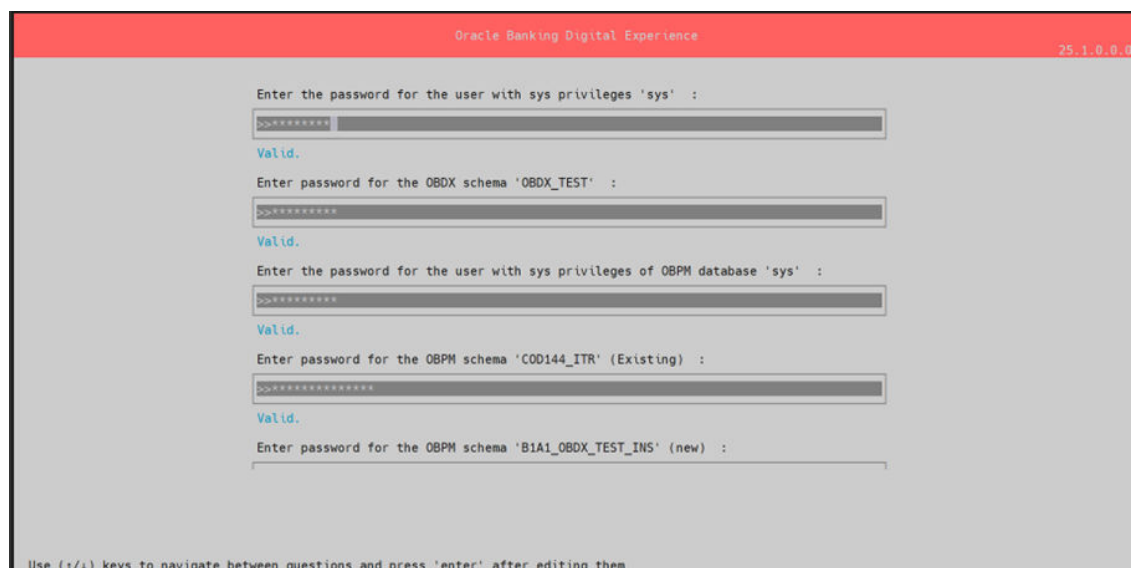 Oracle Banking Digital Experience
25.1.0.0.0
Enter the password for the user with sys privileges 'sys'  :
>>********
Valid.
Enter password for the OBDX schema 'OBDX_TEST'  :
>>*********
Valid.
Enter the password for the user with sys privileges of OBPM database 'sys'  :
>>*********
Valid.
Enter password for the OBPM schema 'COD144_ITR' (Existing)  :
>>**************
Valid.
Enter password for the OBPM schema 'B1A1_OBDX_TEST_INS' (new)  :
Use (↑/↓) keys to navigate between questions and press 'enter' after editing them